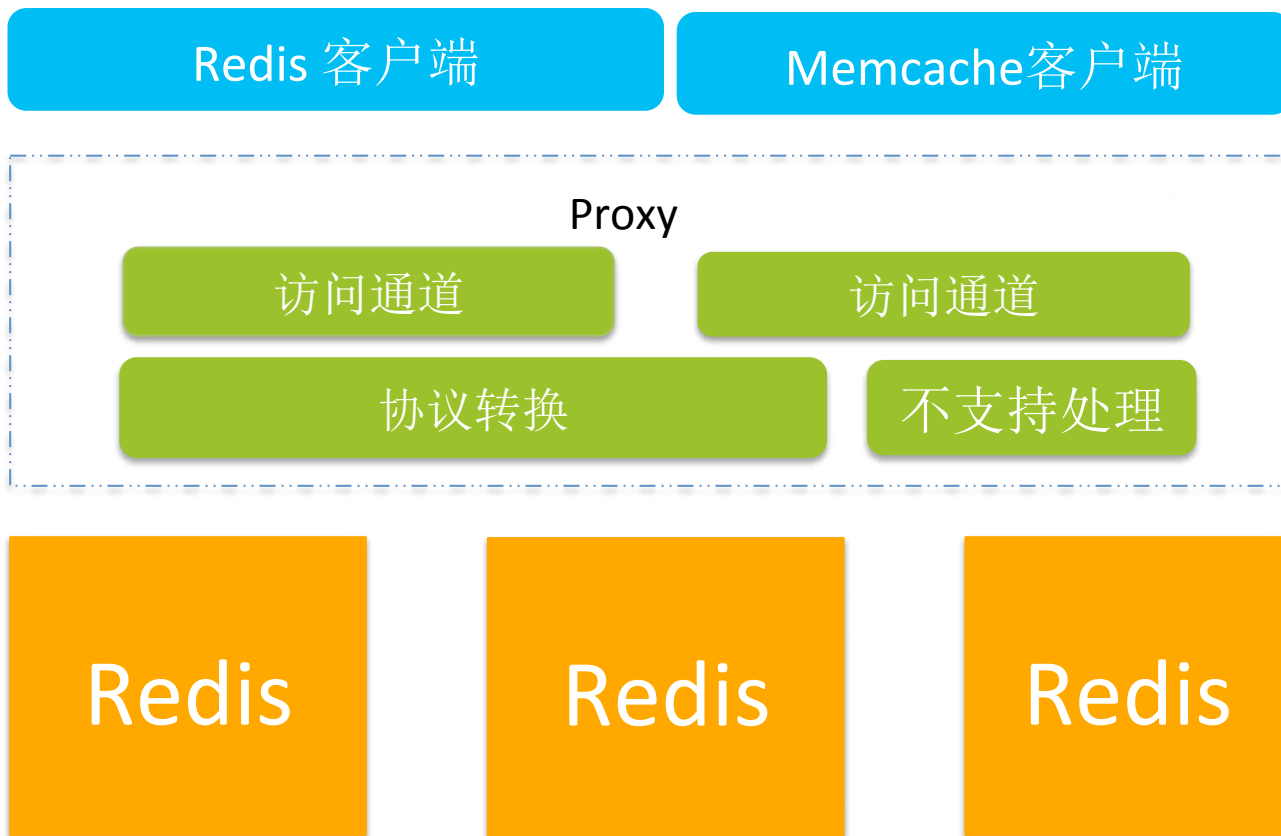 Redis 客户端
Memcache客户端
Proxy
访问通道
访问通道
协议转换
不支持处理
Redis
Redis
Redis